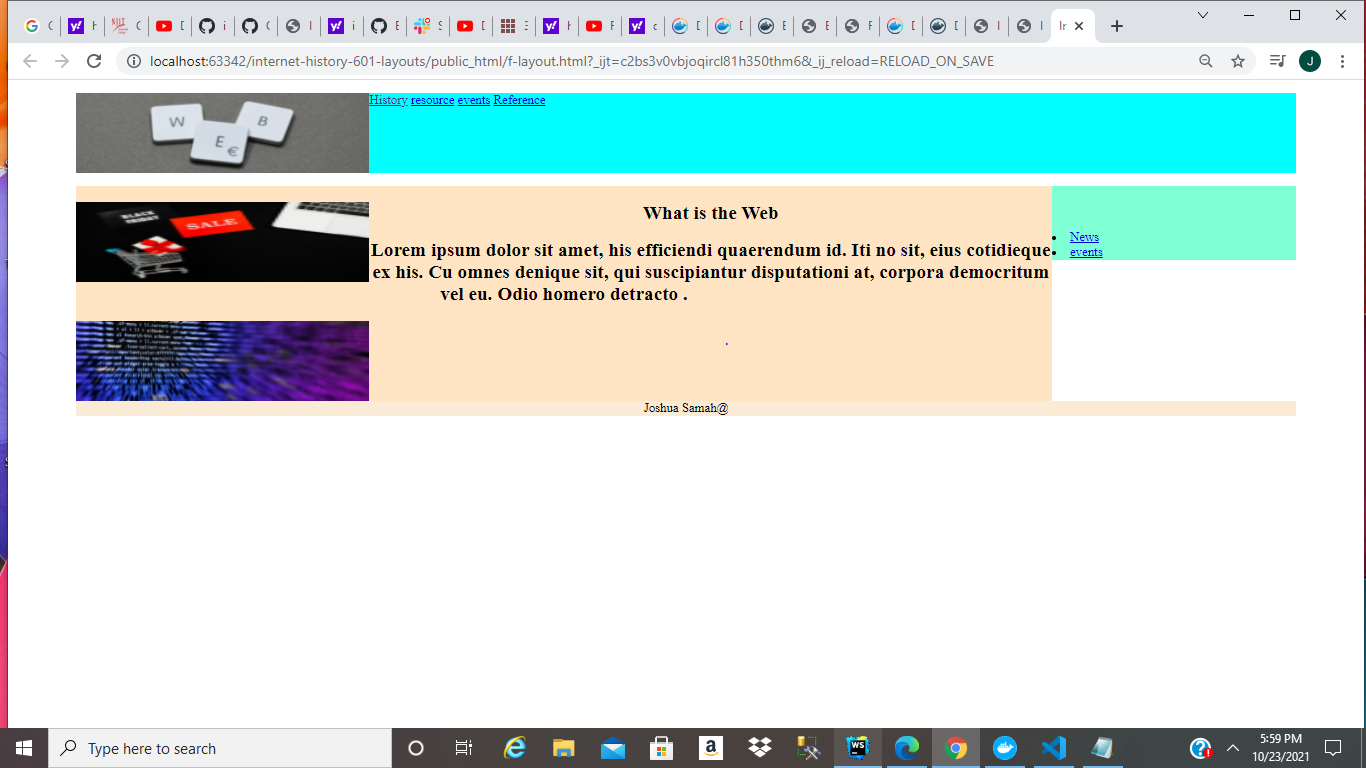 localhost:63342/internet-history-601-layouts/public_html/f-layout.html?_ijt=c2bs3v0vbjoqircl81h350thm6&_ij_reload=RELOAD_ON_SAVE
J
W E B €
History resource events Reference
BLACK
FRIDAY
SALE
What is the Web
Lorem ipsum dolor sit amet, his efficiendi quaerendum id. Iti no sit, eius cotidieque
ex his. Cu omnes denique sit, qui suscipiantur disputationi at, corpora democritum
vel eu. Odio homero detracto .
.
News
events
Joshua Samah@
Type here to search
WS
5:59 PM
10/23/2021